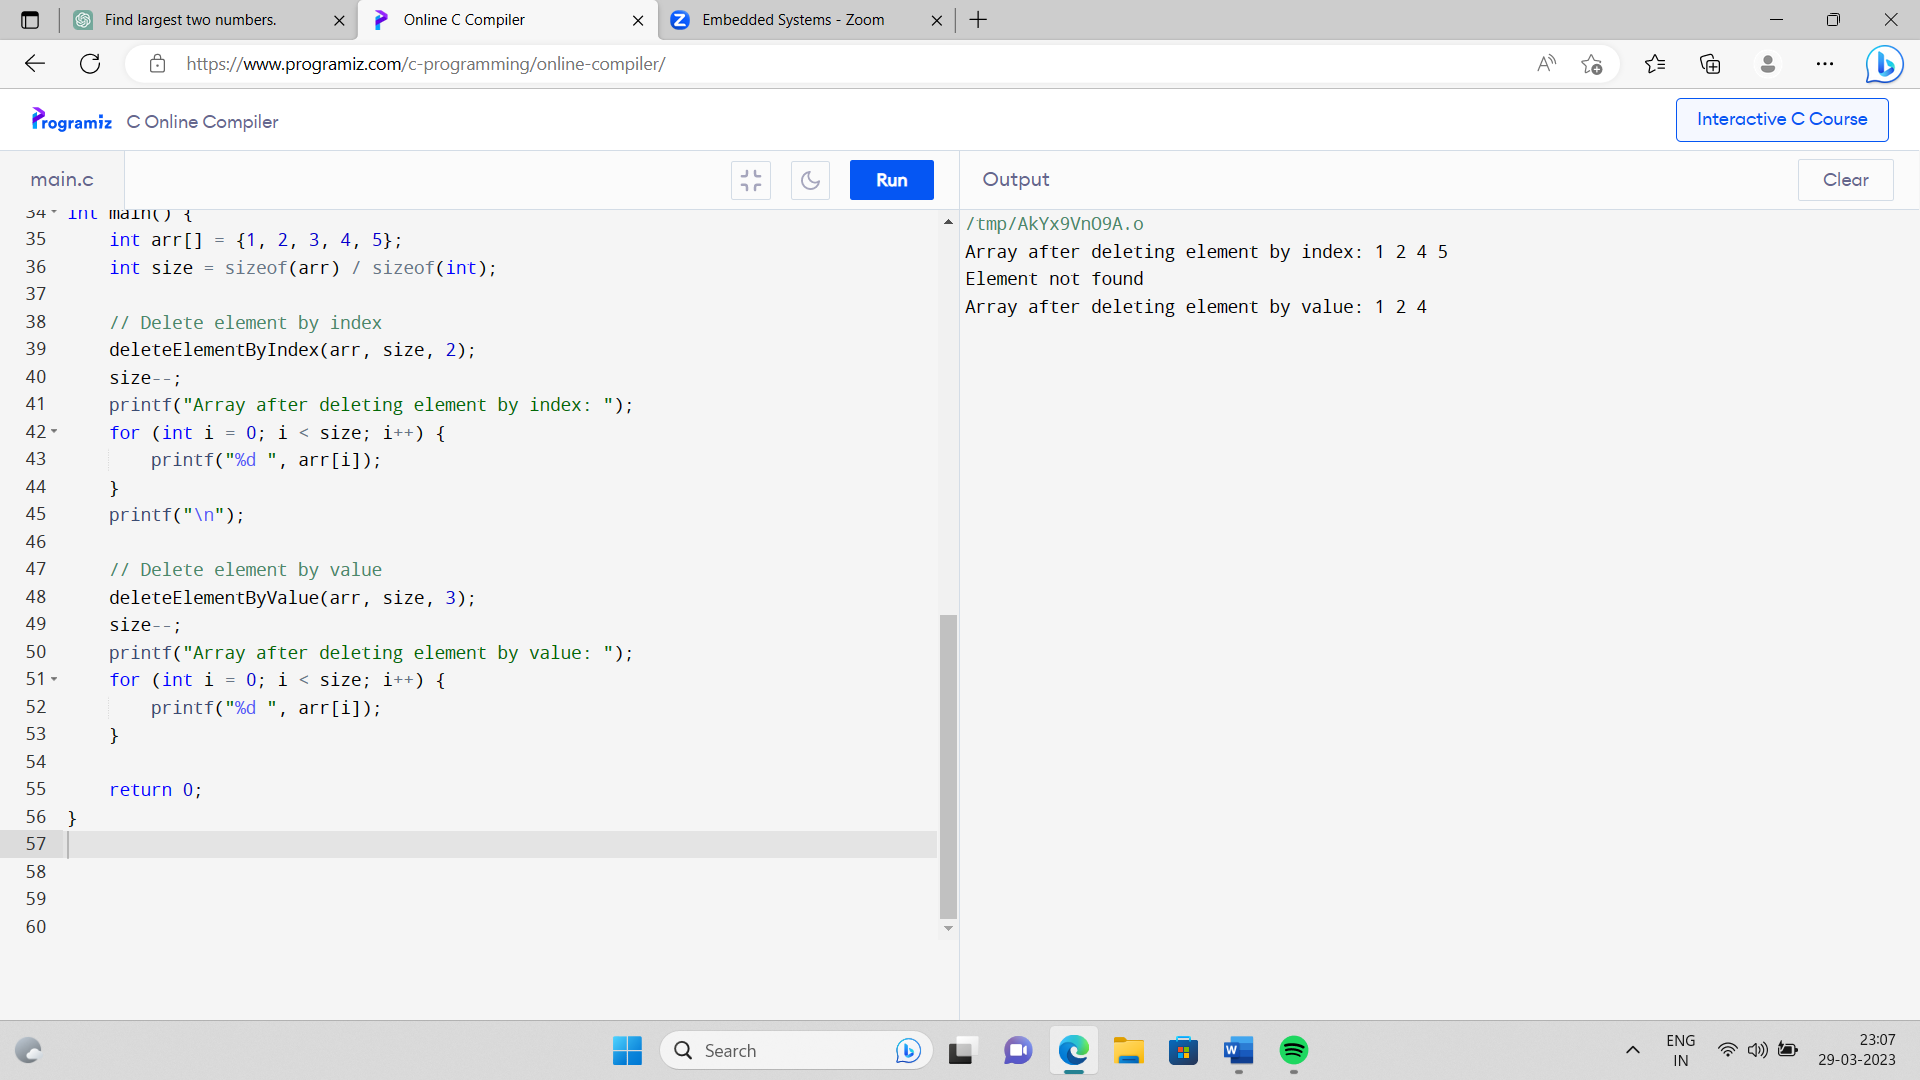 Find largest two numbers.
Online C Compiler
Embedded Systems - Zoom
https://www.programiz.com/c-programming/online-compiler/
Programiz C Online Compiler
Interactive C Course
main.c
Run
Output
Clear
34 int main() {
35 int arr[] = {1, 2, 3, 4, 5};
36 int size = sizeof(arr) / sizeof(int);
37
38 // Delete element by index
39 deleteElementByIndex(arr, size, 2);
40 size--;
41 printf("Array after deleting element by index: ");
42 for (int i = 0; i < size; i++) {
43 printf("%d ", arr[i]);
44 }
45 printf("\n");
46
47 // Delete element by value
48 deleteElementByValue(arr, size, 3);
49 size--;
50 printf("Array after deleting element by value: ");
51 for (int i = 0; i < size; i++) {
52 printf("%d ", arr[i]);
53 }
54
55 return 0;
56 }
57
58
59
60
/tmp/AkYx9VnO9A.o
Array after deleting element by index: 1 2 4 5
Element not found
Array after deleting element by value: 1 2 4
Search
ENG
IN
23:07
29-03-2023